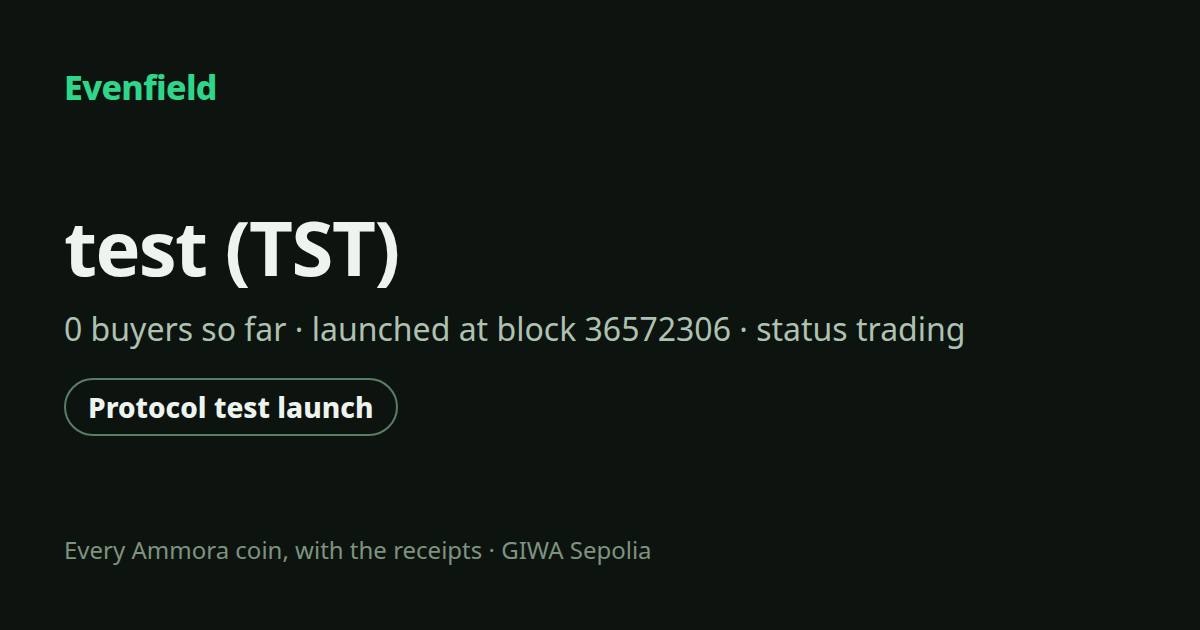 Evenfield
test (TST)
0 buyers so far · launched at block 36572306 · status trading
Protocol test launch
Every Ammora coin, with the receipts · GIWA Sepolia